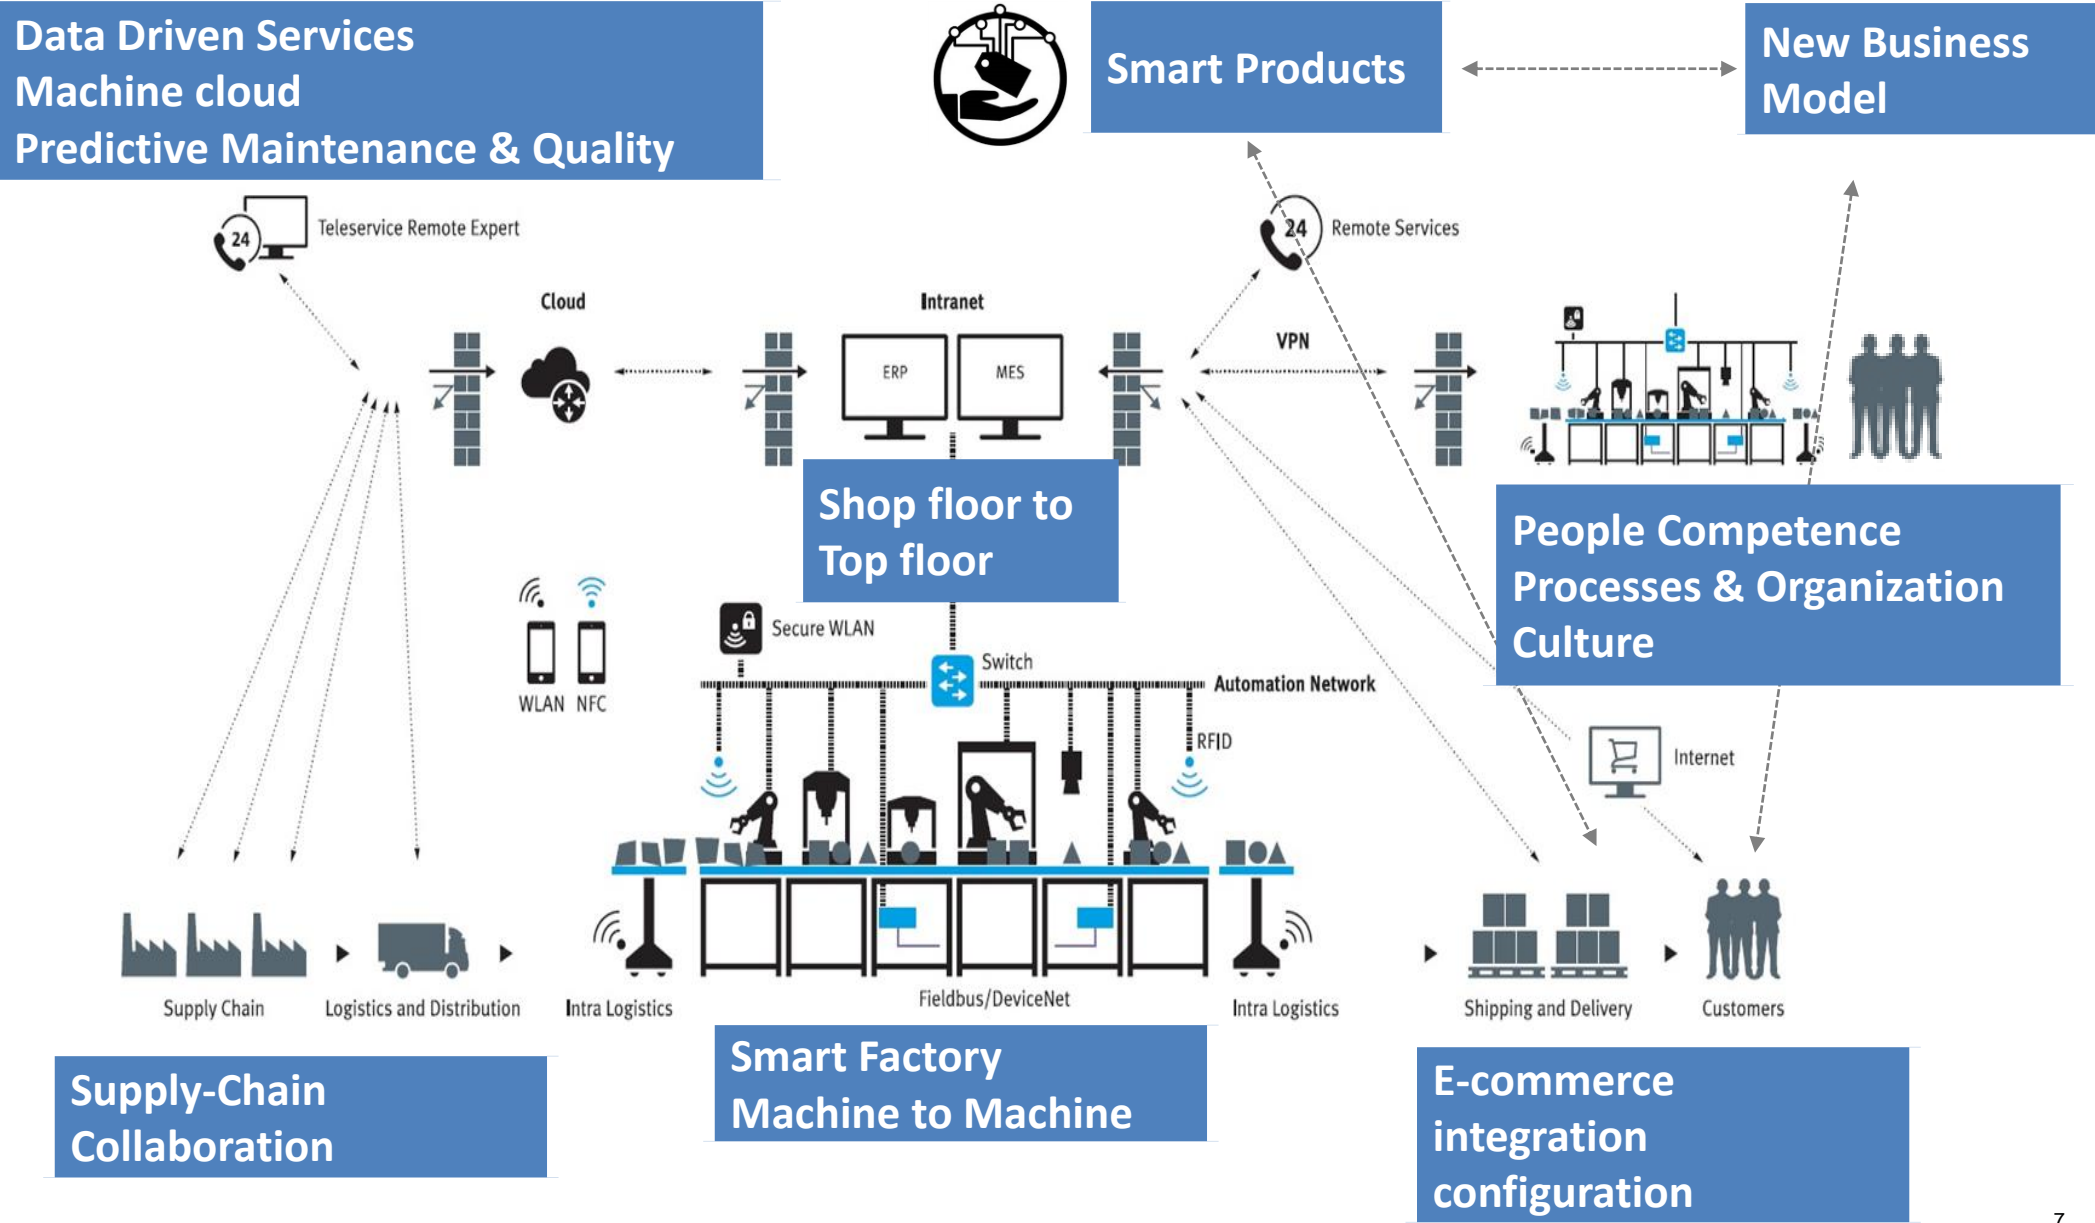 Data Driven Services
Machine cloud
Predictive Maintenance & Quality
Smart Products
New Business
Model
24
Teleservice Remote Expert
24
Remote Services
Cloud
Intranet
VPN
ERP
MES
Shop floor to
Top floor
People Competence
Processes & Organization
Culture
Secure WLAN
Switch
WLAN
NFC
Automation Network
RFID
Internet
Fieldbus/DeviceNet
Supply Chain
Logistics and Distribution
Intra Logistics
Intra Logistics
Shipping and Delivery
Customers
Smart Factory
Machine to Machine
Supply-Chain
Collaboration
E-commerce
integration
configuration
7